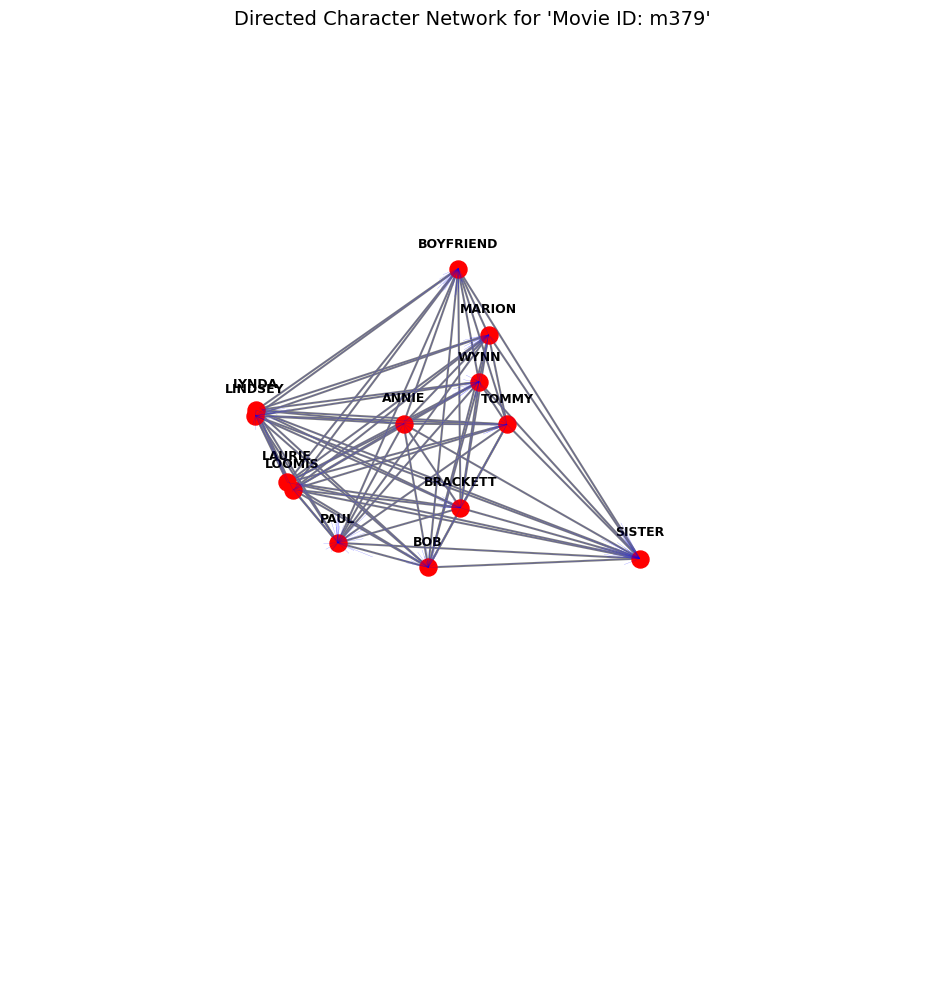 Directed Character Network for 'Movie ID: m379'
BOYFRIEND
MARION
WYNN
LYNDA
LINDSEY
ANNIE
TOMMY
LAURIE
LOOMIS
BRACKETT
PAUL
SISTER
BOB